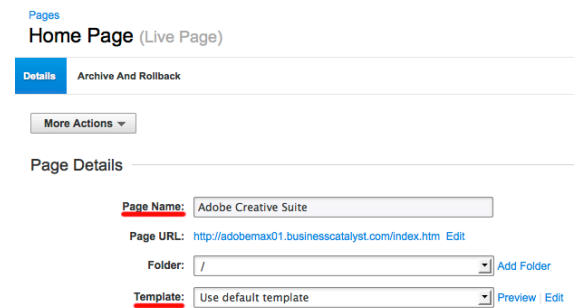 Pages
Home Page (Live Page)
Details Archive And Rollback
More Actions
Page Details
Page Name: Adobe Creative Suite
Page URL: http://adobemax01.businesscatalyst.com/index.htm Edit
Folder: / Add Folder
Template: Use default template Preview | Edit